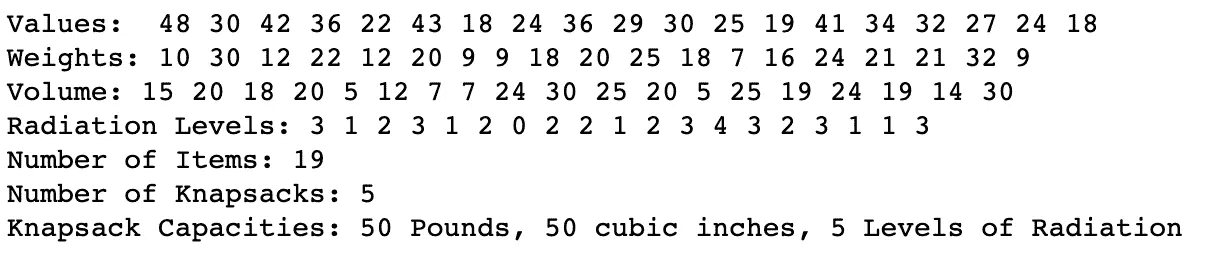 Values: 48 30 42 36 22 43 18 24 36 29 30 25 19 41 34 32 27 24 18
Weights: 10 30 12 22 12 20 9 9 18 20 25 18 7 16 24 21 21 32 9
Volume: 15 20 18 20 5 12 7 7 24 30 25 20 5 25 19 24 19 14 30
Radiation Levels: 3 1 2 3 1 2 0 2 2 1 2 3 4 3 2 3 1 1 3
Number of Items: 19
Number of Knapsacks: 5
Knapsack Capacities: 50 Pounds, 50 cubic inches, 5 Levels of Radiation